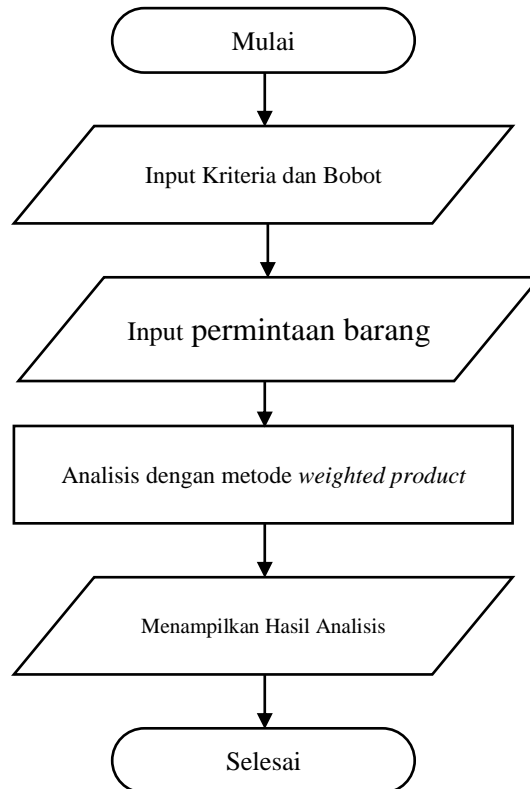 Mulai
Input Kriteria dan Bobot
Input permintaan barang
Analisis dengan metode weighted product
Menampilkan Hasil Analisis
Selesai